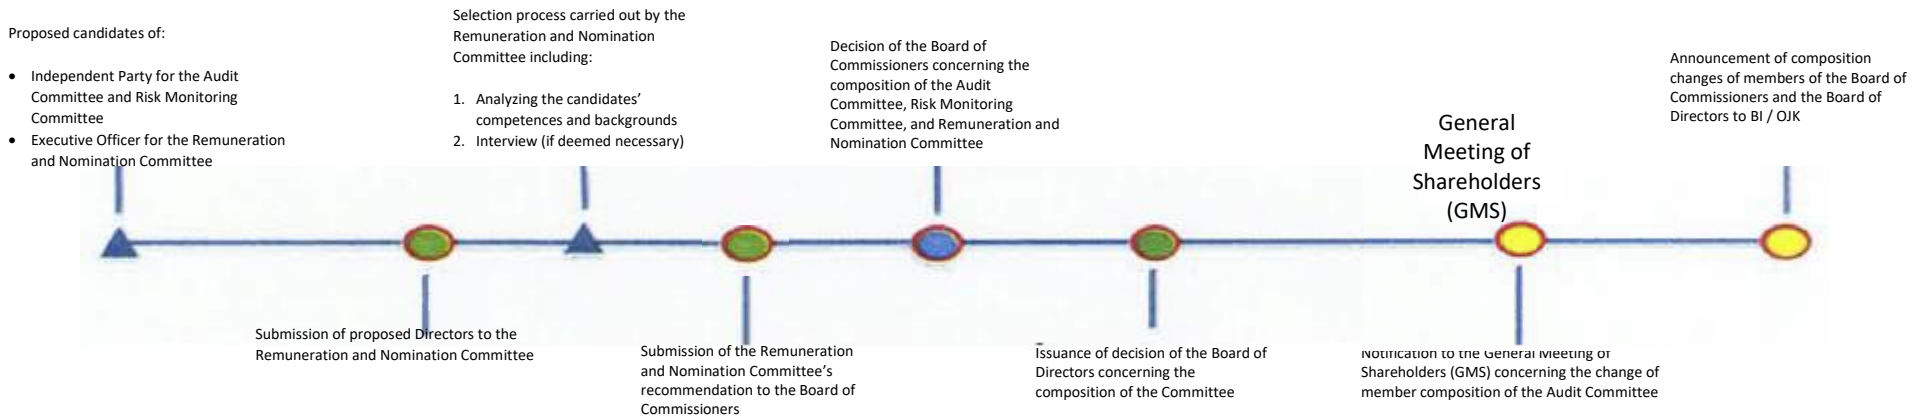 Proposed candidates of:
• Independent Party for the Audit
Committee and Risk Monitoring
Committee
• Executive Officer for the Remuneration
and Nomination Committee
Selection process carried out by the
Remuneration and Nomination
Committee including:
1. Analyzing the candidates’
competences and backgrounds
2. Interview (if deemed necessary)
Decision of the Board of
Commissioners concerning the
composition of the Audit
Committee, Risk Monitoring
Committee, and Remuneration and
Nomination Committee
General
Meeting of
Shareholders
(GMS)
Announcement of composition
changes of members of the Board of
Commissioners and the Board of
Directors to BI / OJK
Submission of proposed Directors to the
Remuneration and Nomination Committee
Submission of the Remuneration
and Nomination Committee’s
recommendation to the Board of
Commissioners
Issuance of decision of the Board of
Directors concerning the
composition of the Committee
Notification to the General Meeting of
Shareholders (GMS) concerning the change of
member composition of the Audit Committee